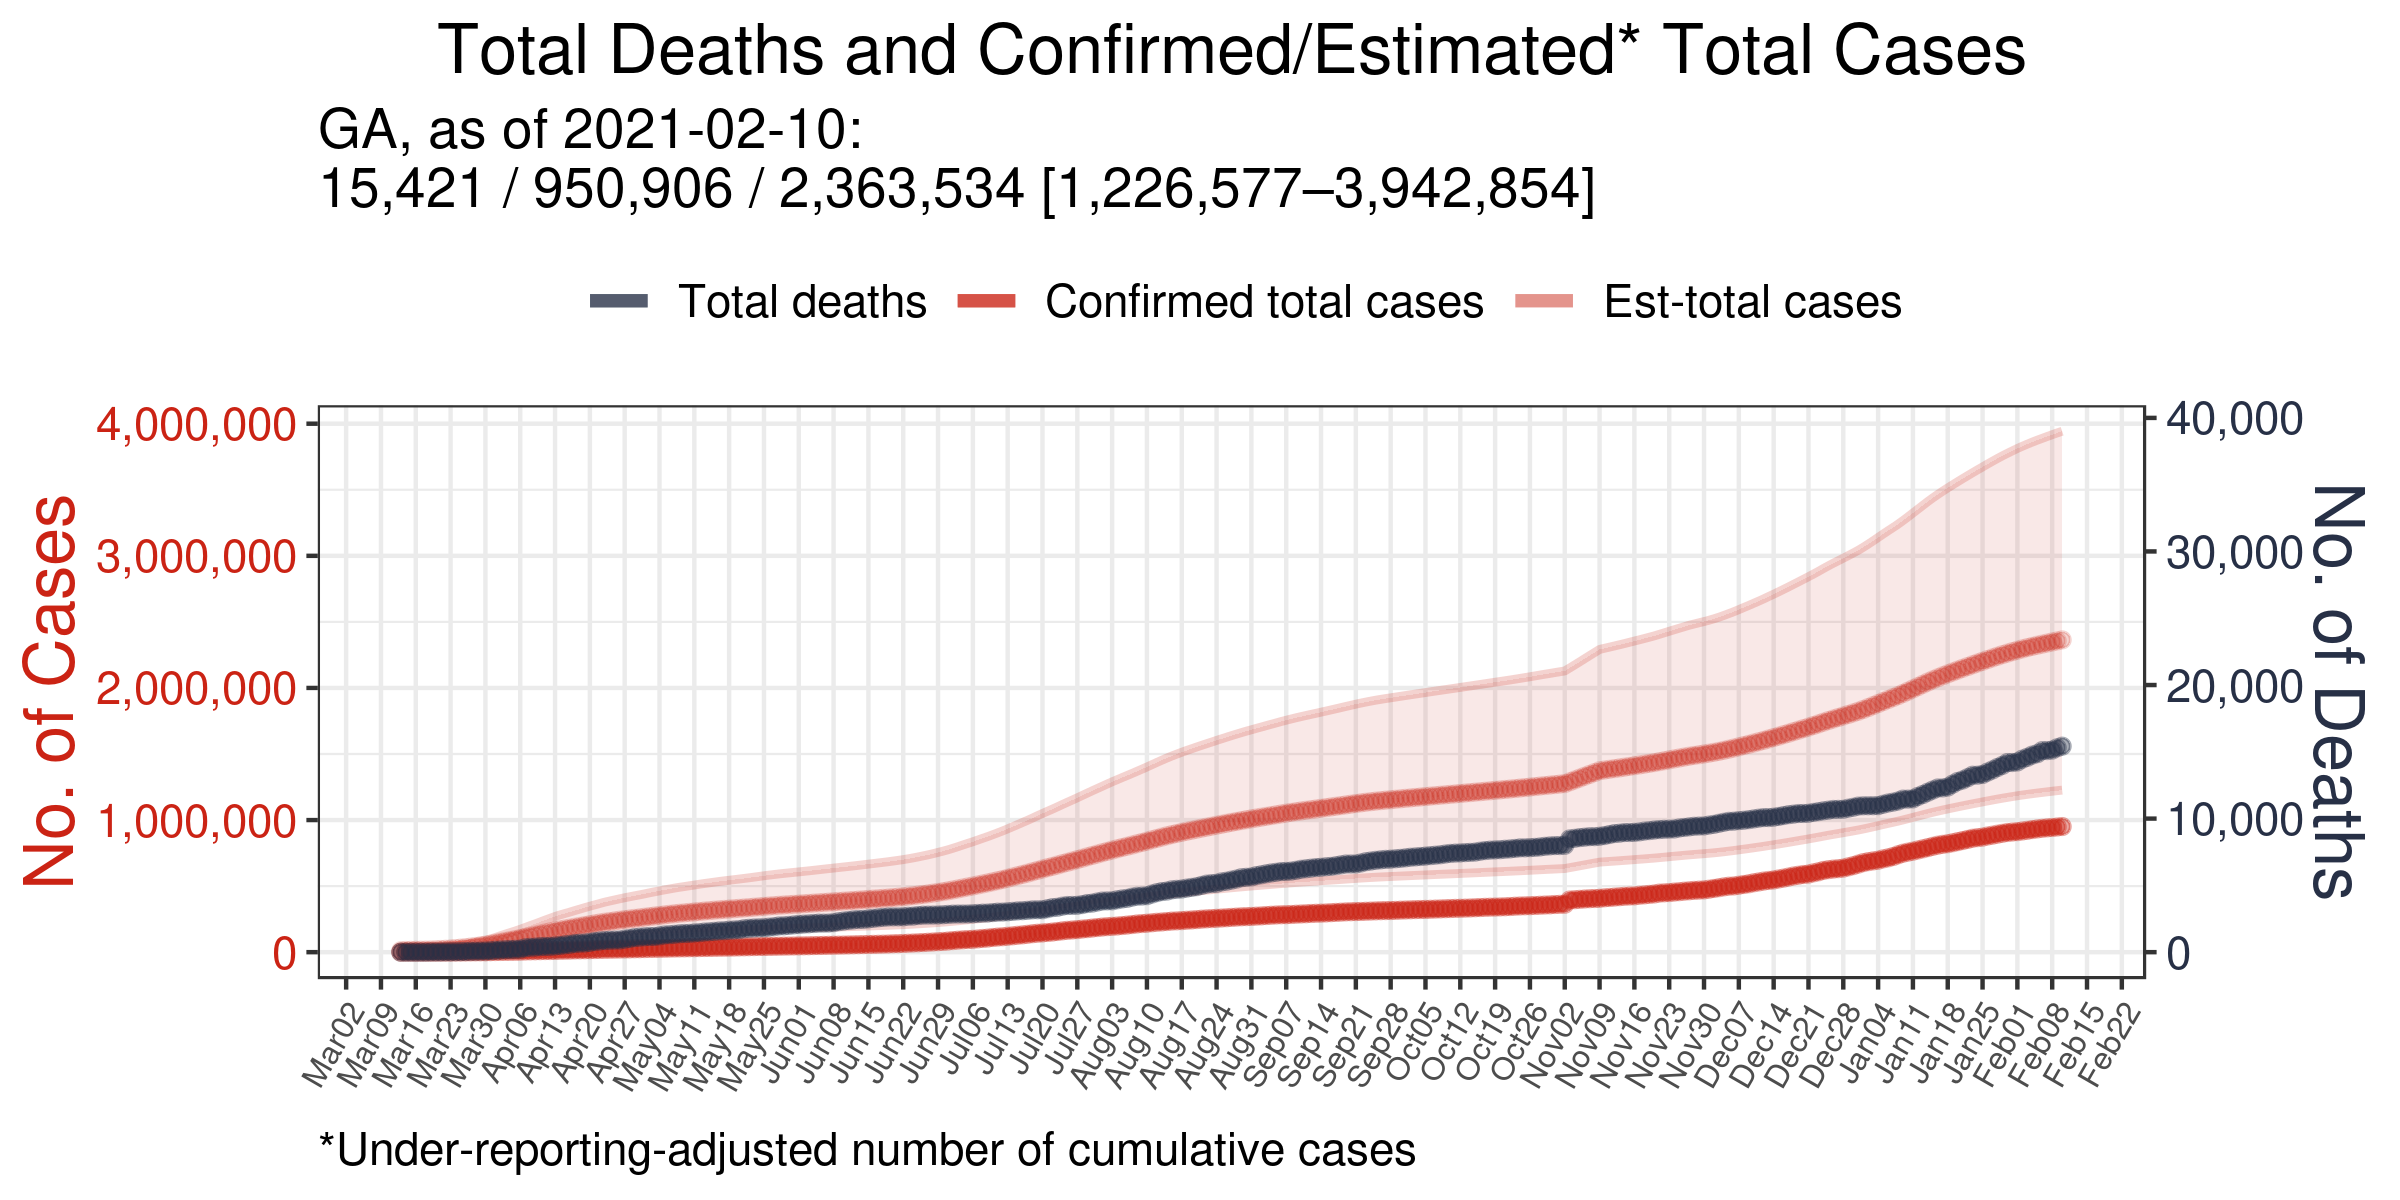 Total Deaths and Confirmed/Estimated* Total Cases
GA, as of 2021-02-10:
15,421 / 950,906 / 2,363,534 [1,226,577–3,942,854]
Total deaths
Confirmed total cases
Est-total cases
No. of Cases
4,000,000
3,000,000
2,000,000
1,000,000
0
40,000
30,000
20,000
10,000
0
No. of Deaths
Mar02
Mar09
Mar16
Mar23
Mar30
Apr06
Apr13
Apr20
Apr27
May04
May11
May18
May25
Jun01
Jun08
Jun15
Jun22
Jun29
Jul06
Jul13
Jul20
Jul27
Aug03
Aug10
Aug17
Aug24
Aug31
Sep07
Sep14
Sep21
Sep28
Oct05
Oct12
Oct19
Oct26
Nov02
Nov09
Nov16
Nov23
Nov30
Dec07
Dec14
Dec21
Dec28
Jan04
Jan11
Jan18
Jan25
Feb01
Feb08
Feb15
Feb22
*Under-reporting-adjusted number of cumulative cases